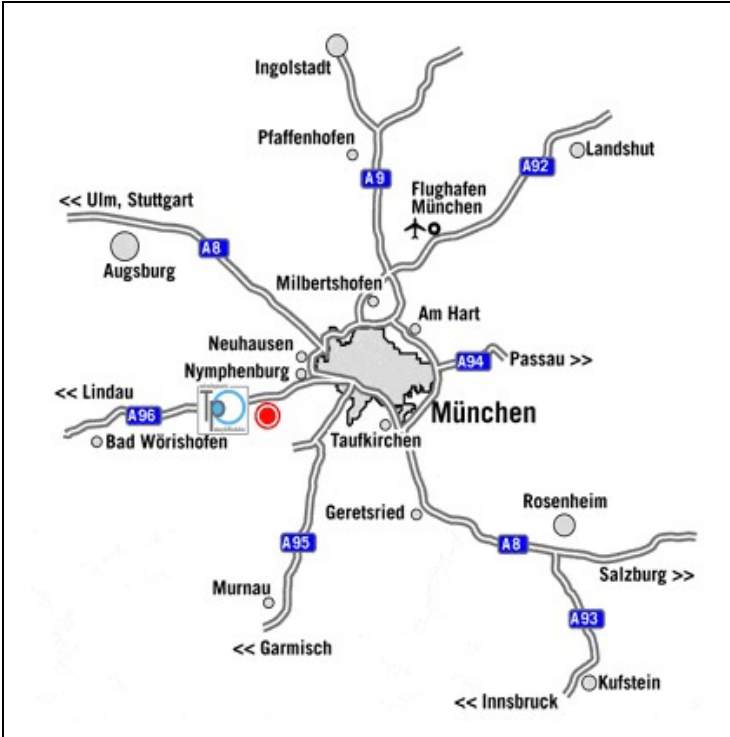 Ingolstadt
Pfaffenhofen
Landshut
A92
A9
Flughafen
München
<< Ulm, Stuttgart
A8
Augsburg
Milbertshofen
Am Hart
Neuhausen
Nymphenburg
A94
Passau >>
<< Lindau
A96
TP
München
Bad Wörishofen
Taufkirchen
Rosenheim
Geretsried
A95
A8
Salzburg >>
Murnau
A93
<< Garmisch
Kufstein
<< Innsbruck